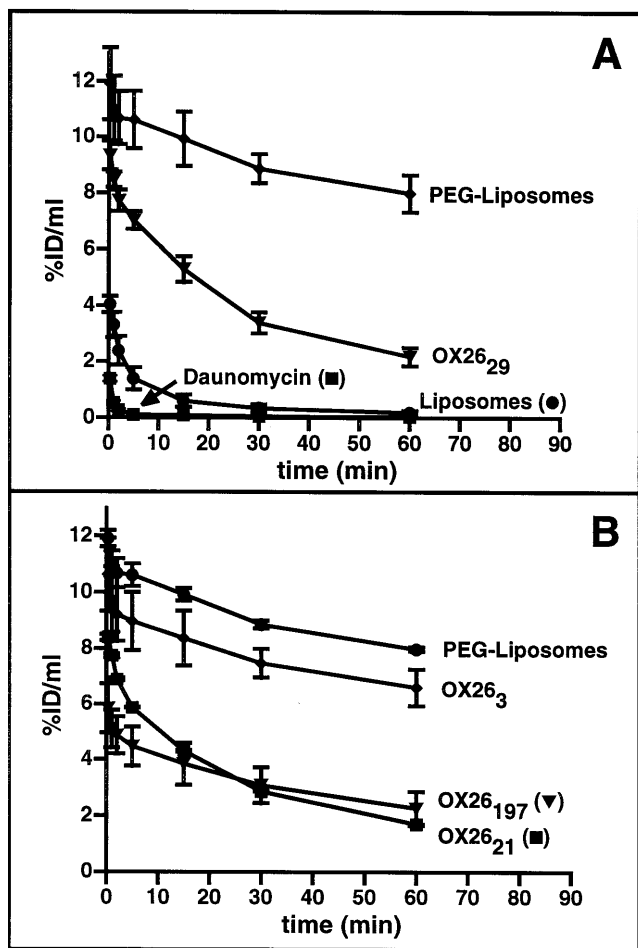 A
12
10
8
6
4
2
0
%ID/ml
PEG-Liposomes
OX26₂₉
Daunomycin (■)
Liposomes (●)
0 10 20 30 40 50 60 70 80 90
time (min)
B
12
10
8
6
4
2
0
%ID/ml
PEG-Liposomes
OX26₃
OX26₁₉₇ (▼)
OX26₂₁ (■)
0 10 20 30 40 50 60 70 80 90
time (min)